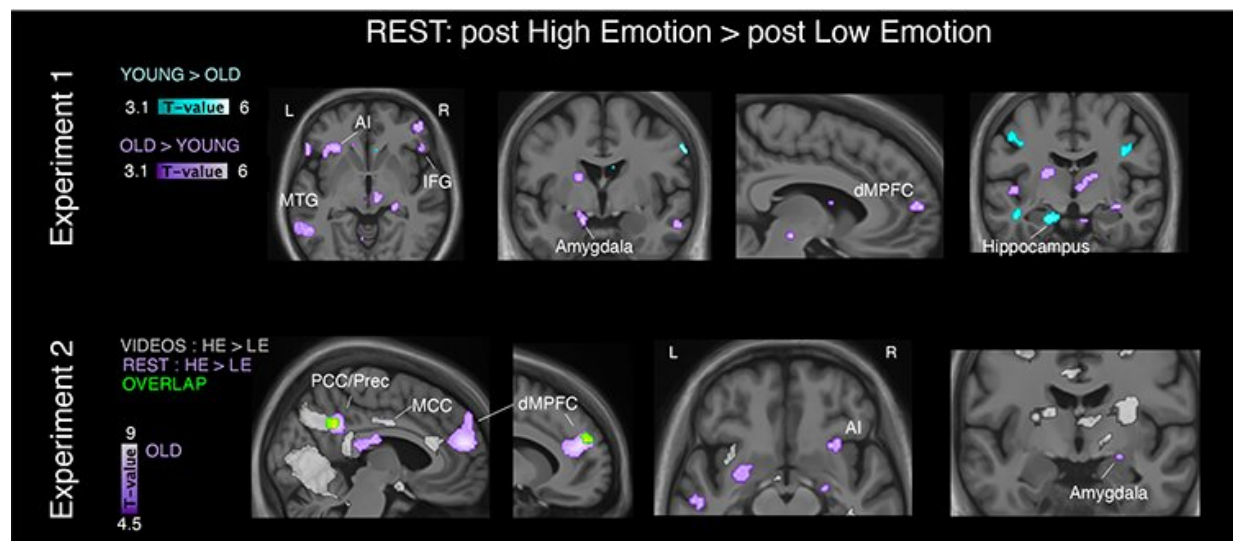 REST: post High Emotion > post Low Emotion
Experiment 1
YOUNG > OLD
3.1 T-value 6
OLD > YOUNG
3.1 T-value 6
L
R
AI
IFG
MTG
Amygdala
dMPFC
Hippocampus
Experiment 2
VIDEOS : HE > LE
REST : HE > LE
OVERLAP
9
T-value
4.5
OLD
PCC/Prec
MCC
dMPFC
L
R
AI
Amygdala